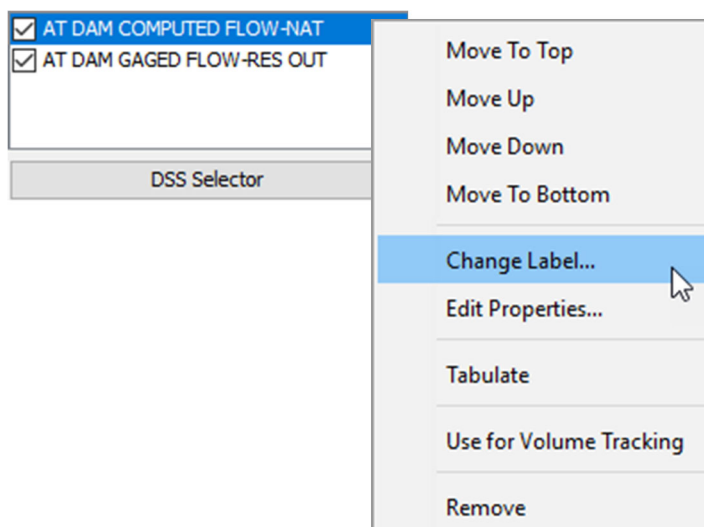 AT DAM COMPUTED FLOW-NAT
AT DAM GAGED FLOW-RES OUT
DSS Selector
Move To Top
Move Up
Move Down
Move To Bottom
Change Label...
Edit Properties...
Tabulate
Use for Volume Tracking
Remove